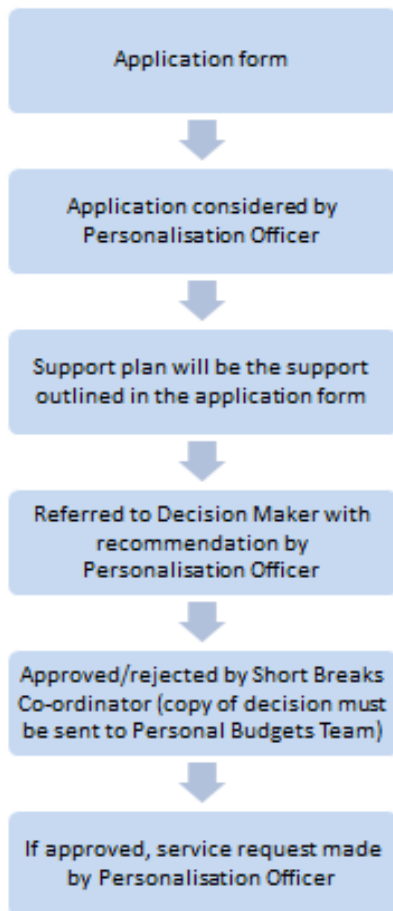 Application form
Application considered by
Personalisation Officer
Support plan will be the support
outlined in the application form
Referred to Decision Maker with
recommendation by
Personalisation Officer
Approved/rejected by Short Breaks
Co-ordinator (copy of decision must
be sent to Personal Budgets Team)
If approved, service request made
by Personalisation Officer